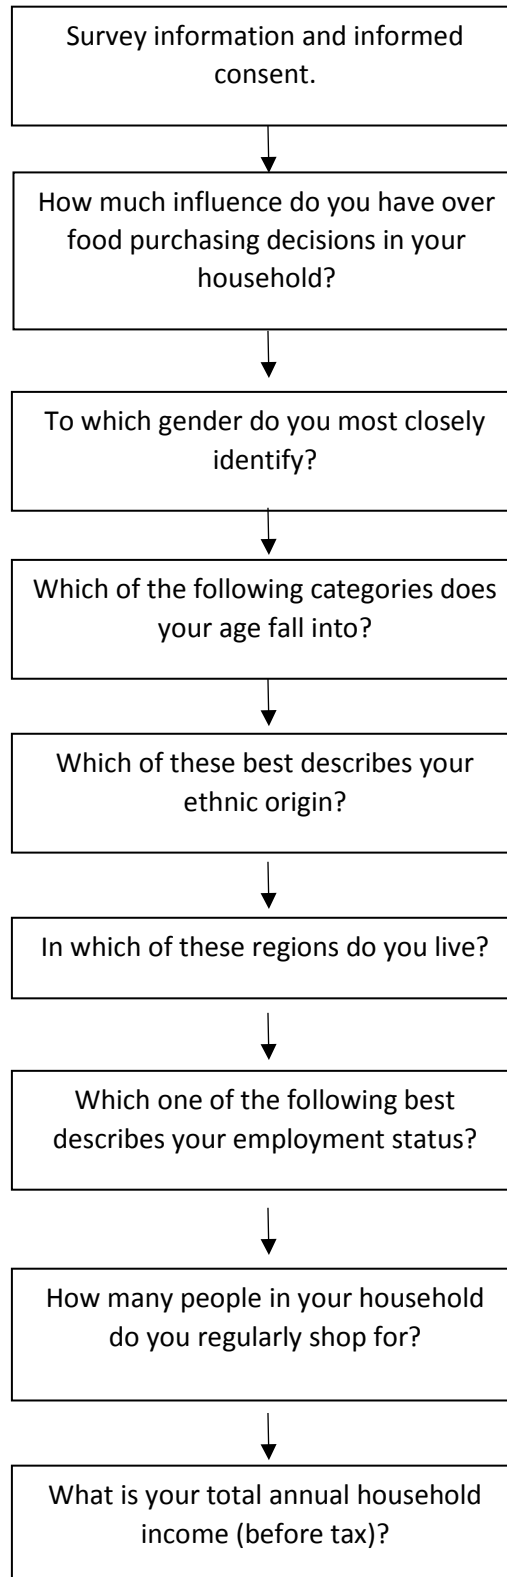 Survey information and informed
consent.
How much influence do you have over
food purchasing decisions in your
household?
To which gender do you most closely
identify?
Which of the following categories does
your age fall into?
Which of these best describes your
ethnic origin?
In which of these regions do you live?
Which one of the following best
describes your employment status?
How many people in your household
do you regularly shop for?
What is your total annual household
income (before tax)?